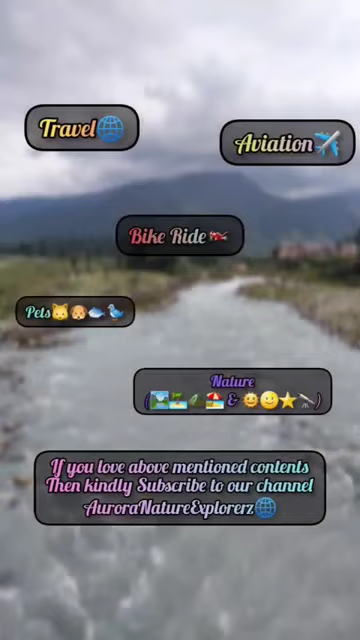 Travel🌐
Aviation✈️
Bike Ride🏍️
Pets🐱🐶🐟🐦
Nature
(🏞️🏝️🍃🏖️ & 🌞🌝⭐🔭)
If you love above mentioned contents
Then kindly Subscribe to our channel
AuroraNatureExplorerz🌐